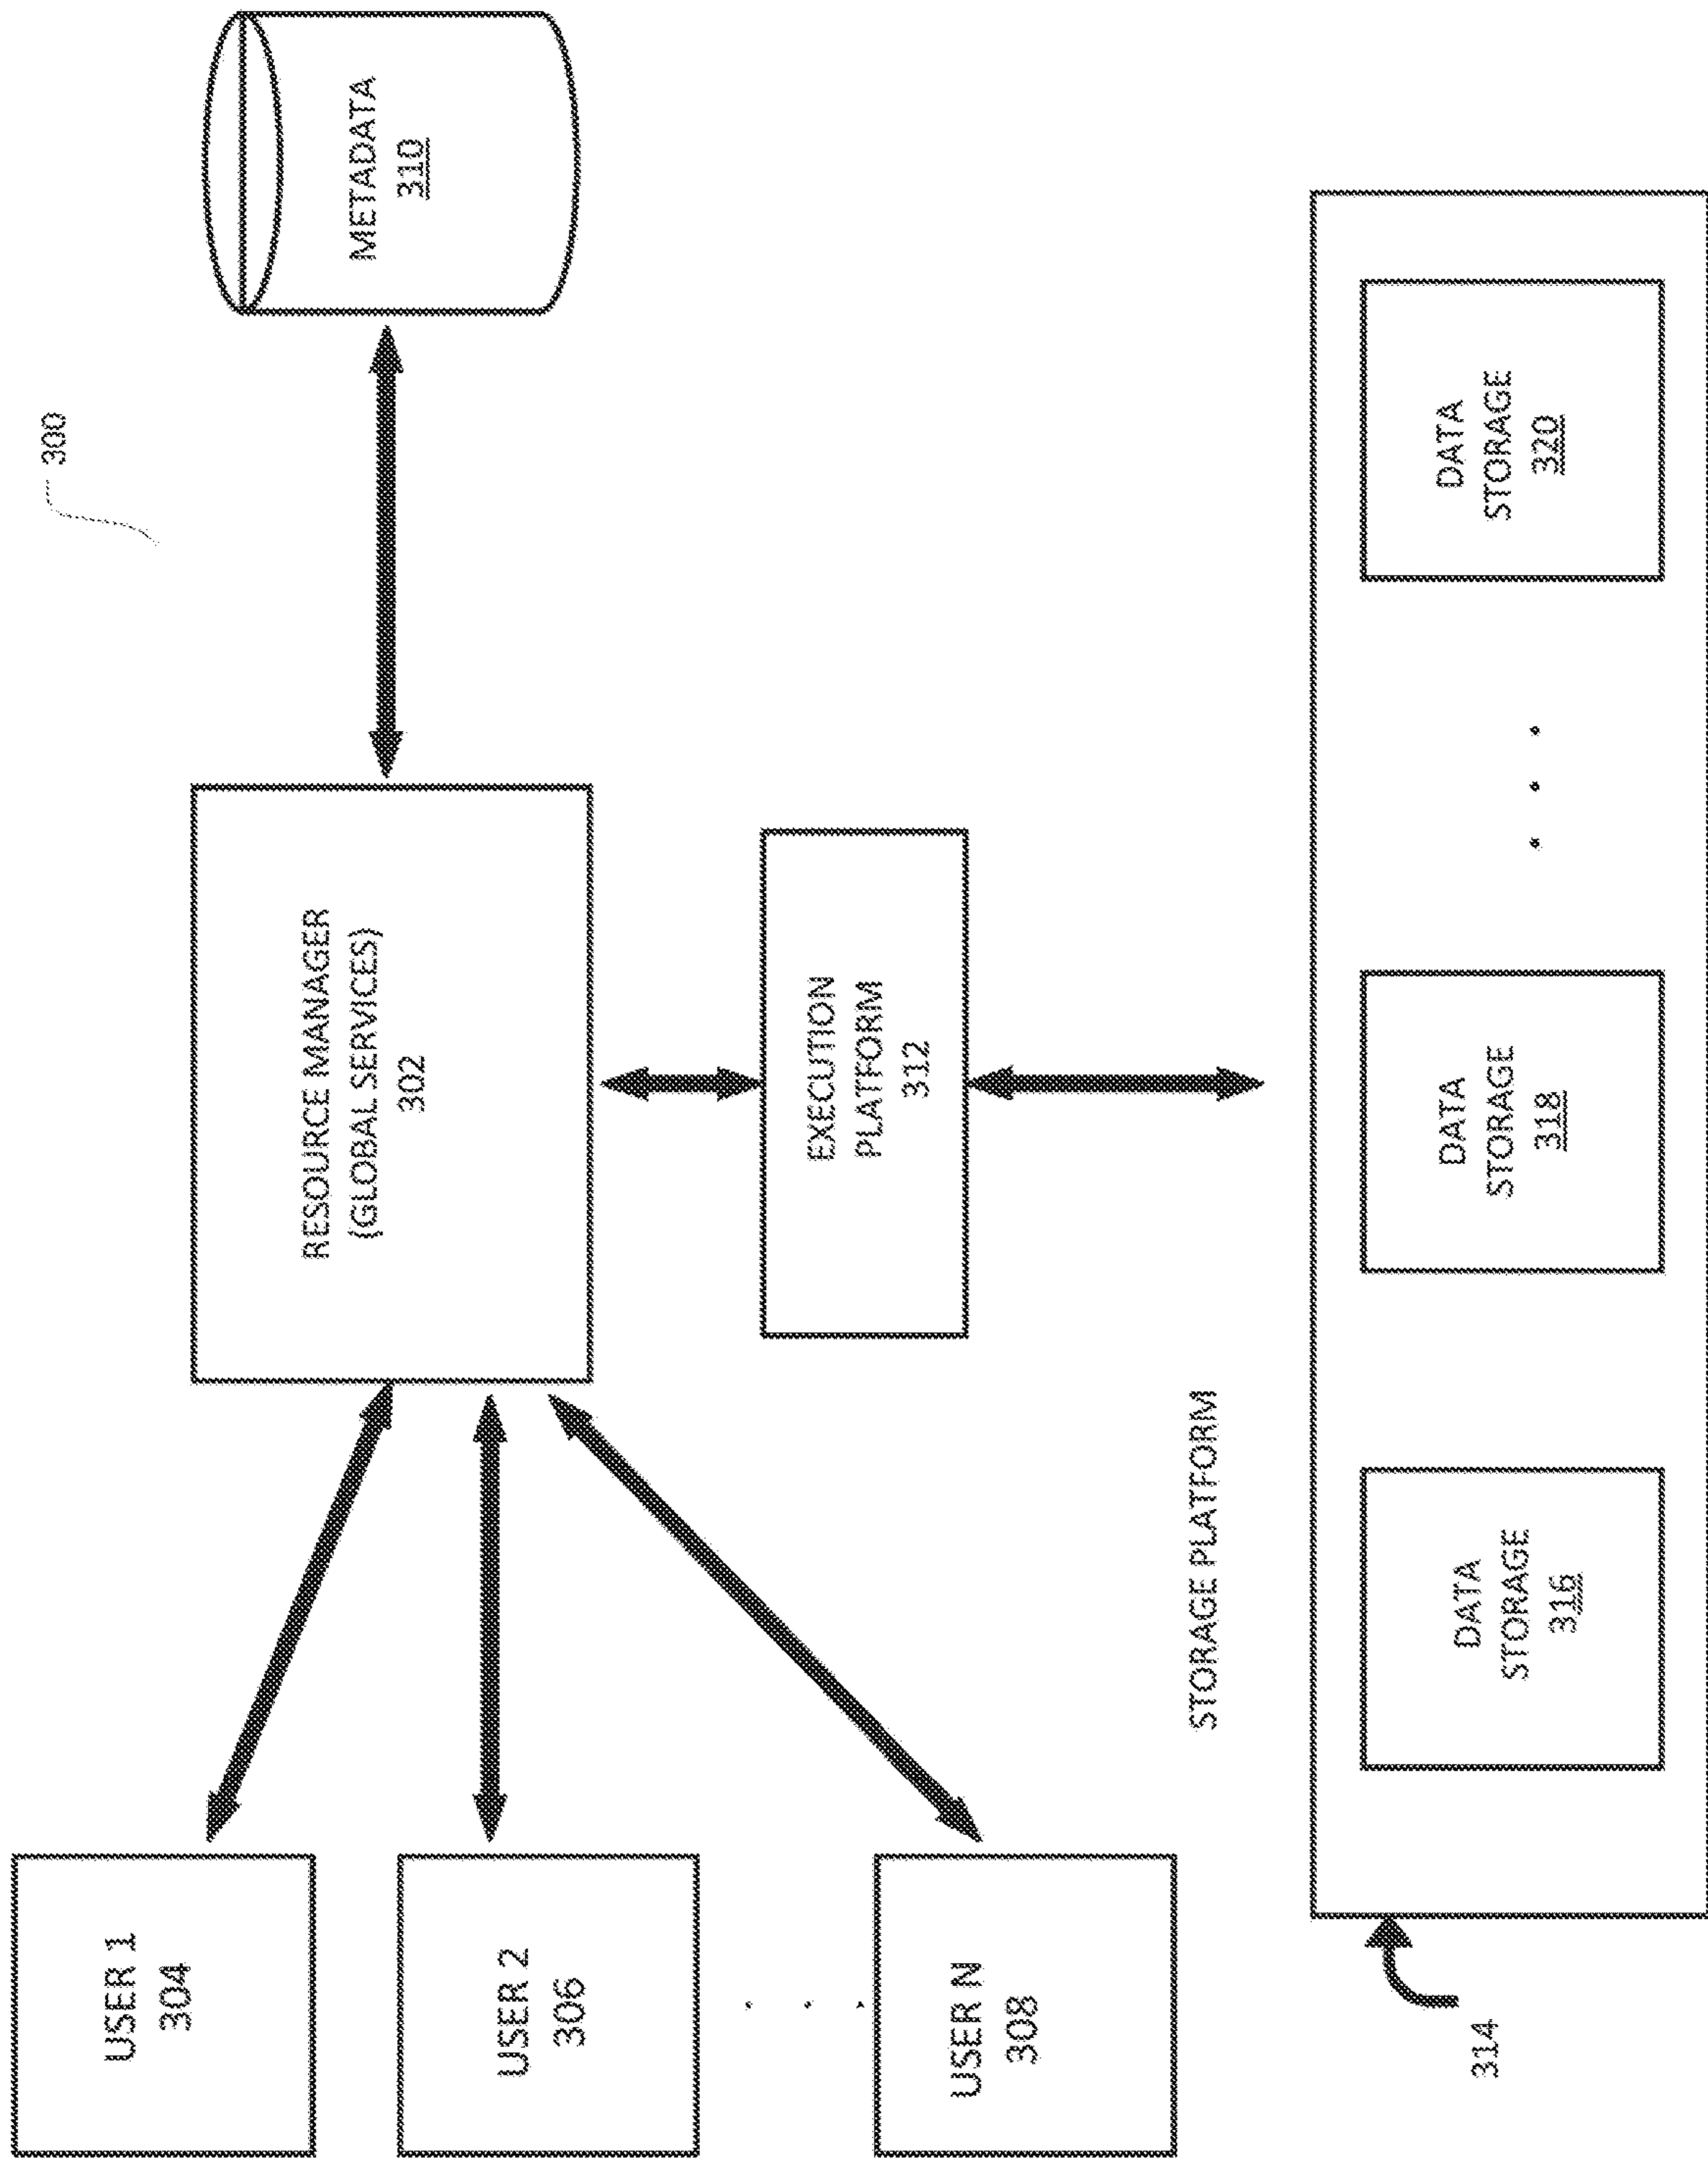 300
USER 1
304
USER 2
306
. . .
USER N
308
RESOURCE MANAGER
(GLOBAL SERVICES)
302
METADATA
310
EXECUTION
PLATFORM
312
STORAGE PLATFORM
314
DATA
STORAGE
316
DATA
STORAGE
318
. . .
DATA
STORAGE
320